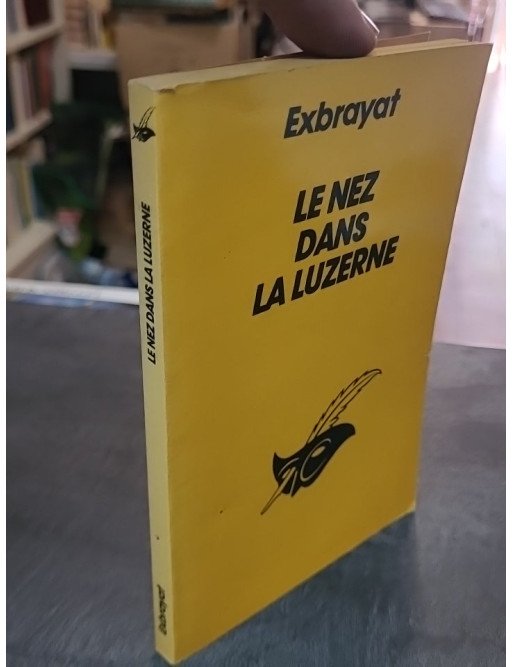 Exbrayat
LE NEZ
DANS
LA LUZERNE
LE NEZ DANS LA LUZERNE
Exbrayat